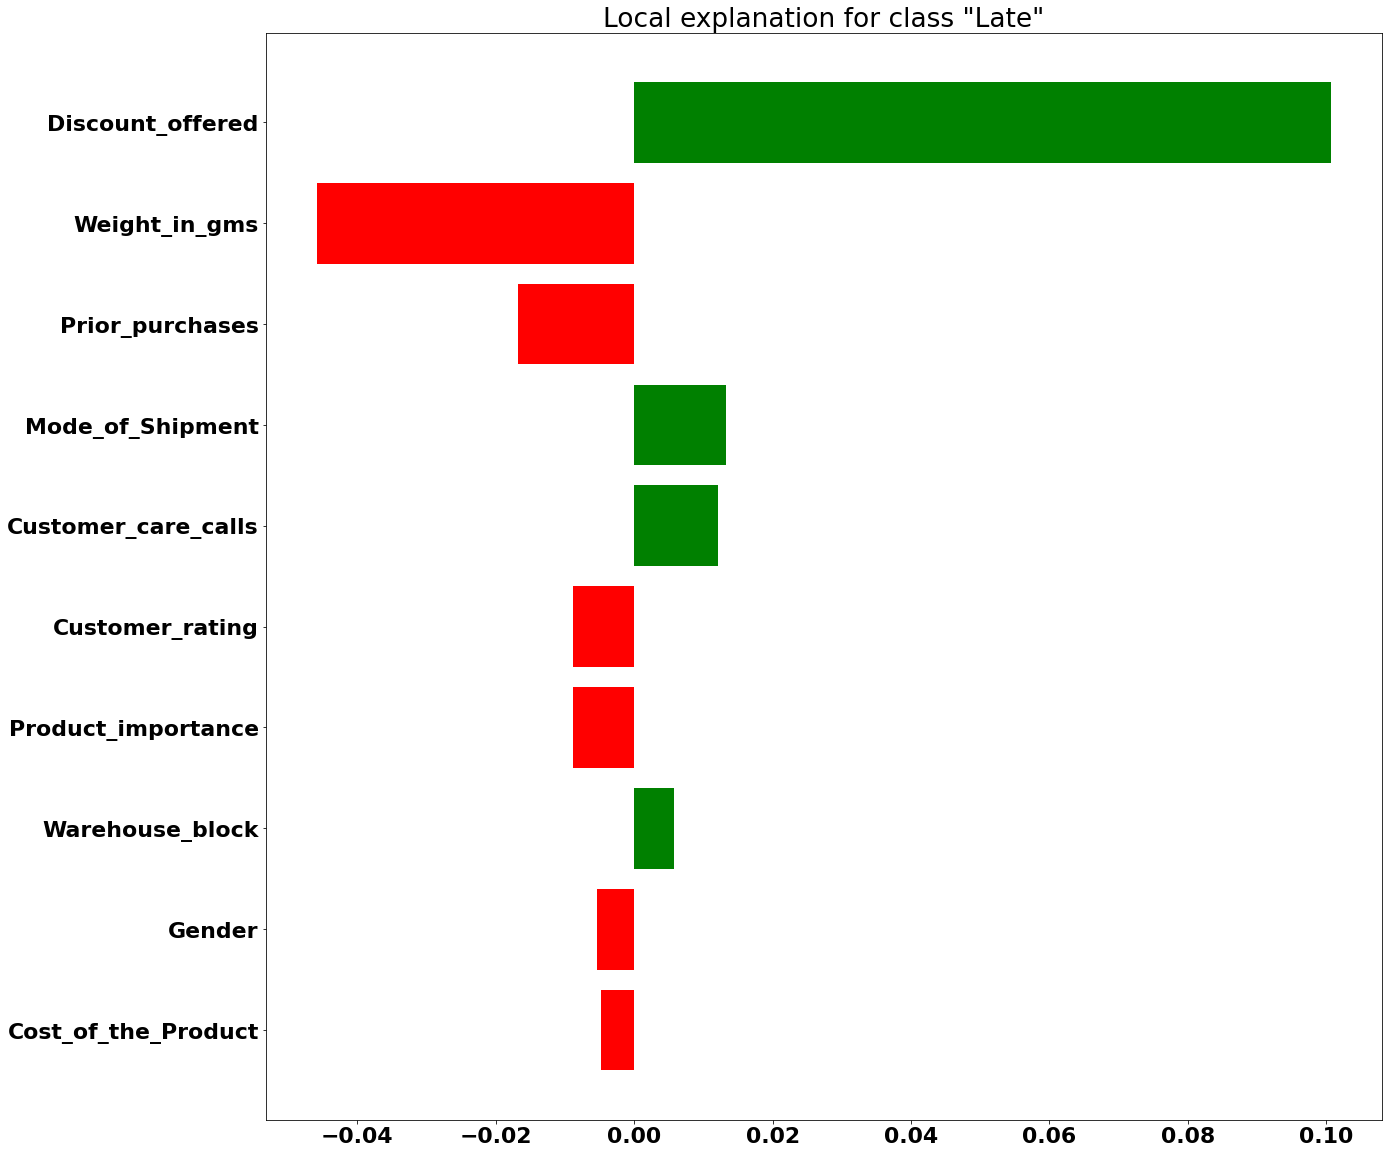 Local explanation for class "Late"
Discount_offered
Weight_in_gms
Prior_purchases
Mode_of_Shipment
Customer_care_calls
Customer_rating
Product_importance
Warehouse_block
Gender
Cost_of_the_Product
−0.04 −0.02 0.00 0.02 0.04 0.06 0.08 0.10